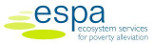 espa
ecosystem services
for poverty alleviation